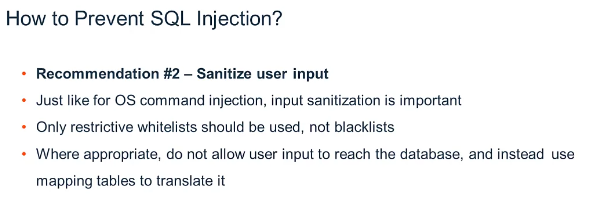 How to Prevent SQL Injection?
• Recommendation #2 – Sanitize user input
• Just like for OS command injection, input sanitization is important
• Only restrictive whitelists should be used, not blacklists
• Where appropriate, do not allow user input to reach the database, and instead use
mapping tables to translate it